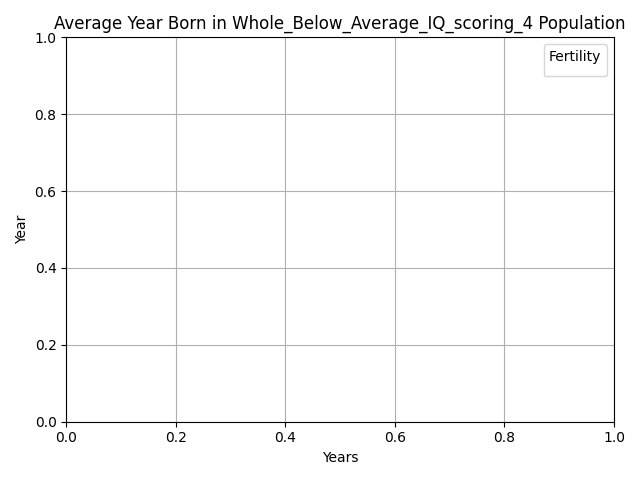 Average Year Born in Whole_Below_Average_IQ_scoring_4 Population
Fertility
1.0
0.8
0.6
0.4
0.2
0.0
Year
0.0 0.2 0.4 0.6 0.8 1.0
Years